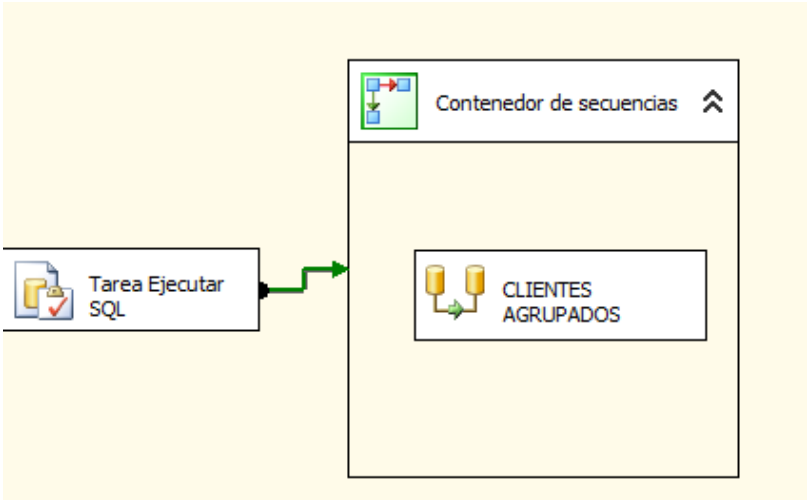 Contenedor de secuencias
Tarea Ejecutar
SQL
CLIENTES
AGRUPADOS